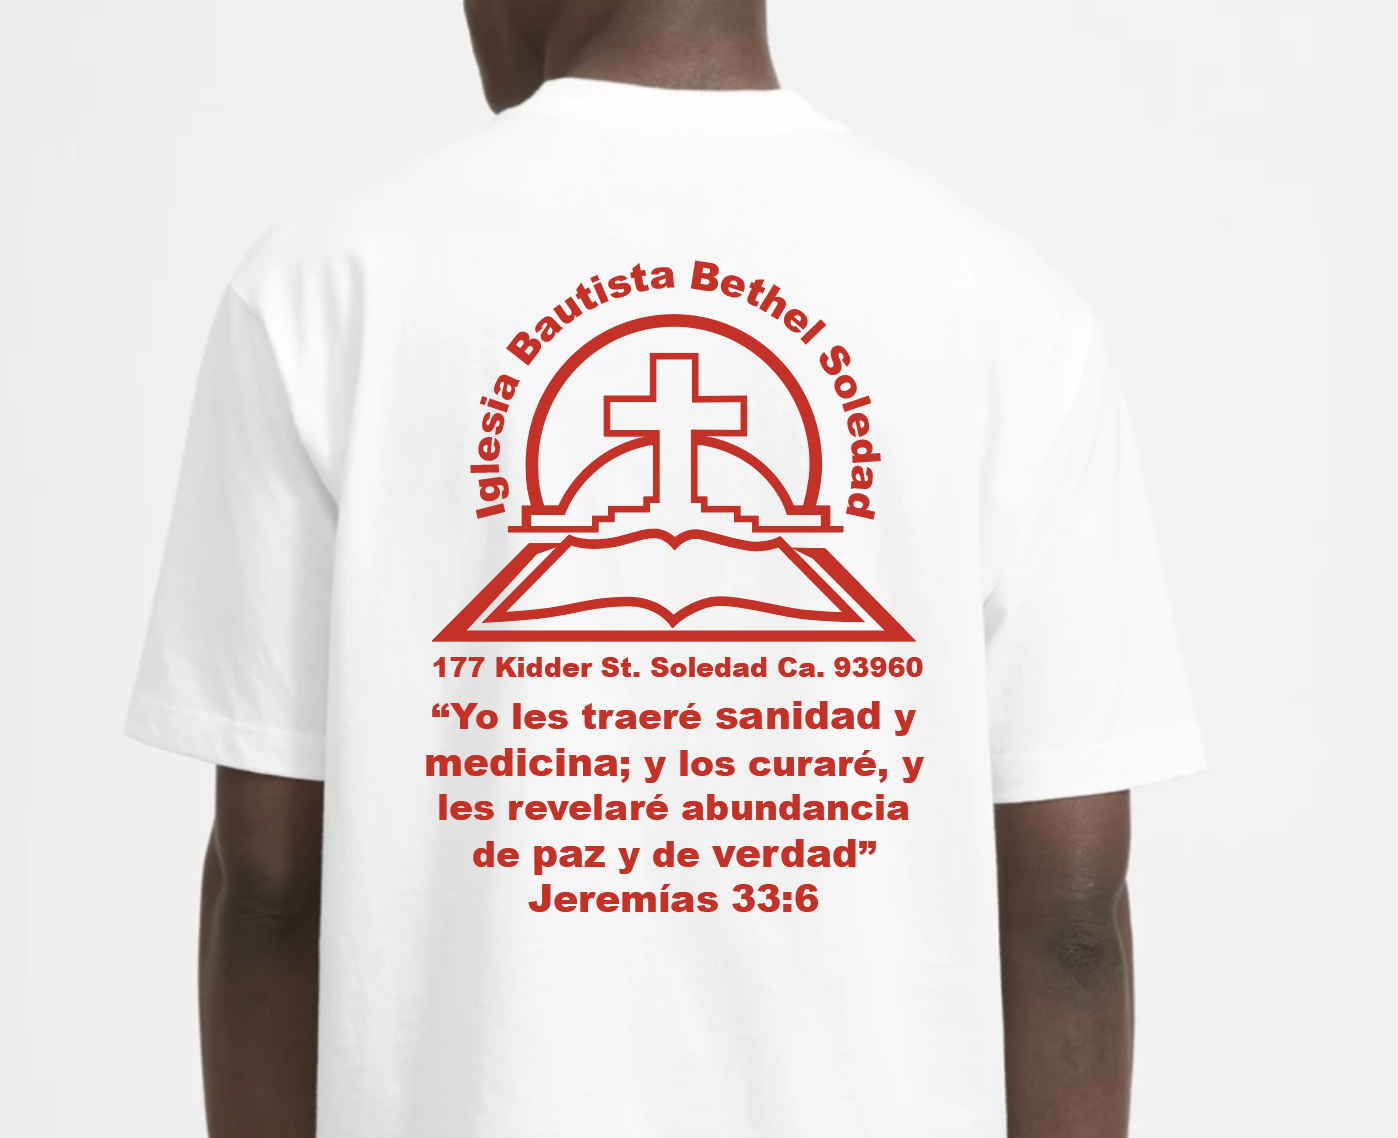 Iglesia Bautista Bethel Soledad
177 Kidder St. Soledad Ca. 93960
“Yo les traeré sanidad y
medicina; y los curaré, y
les revelaré abundancia
de paz y de verdad”
Jeremías 33:6